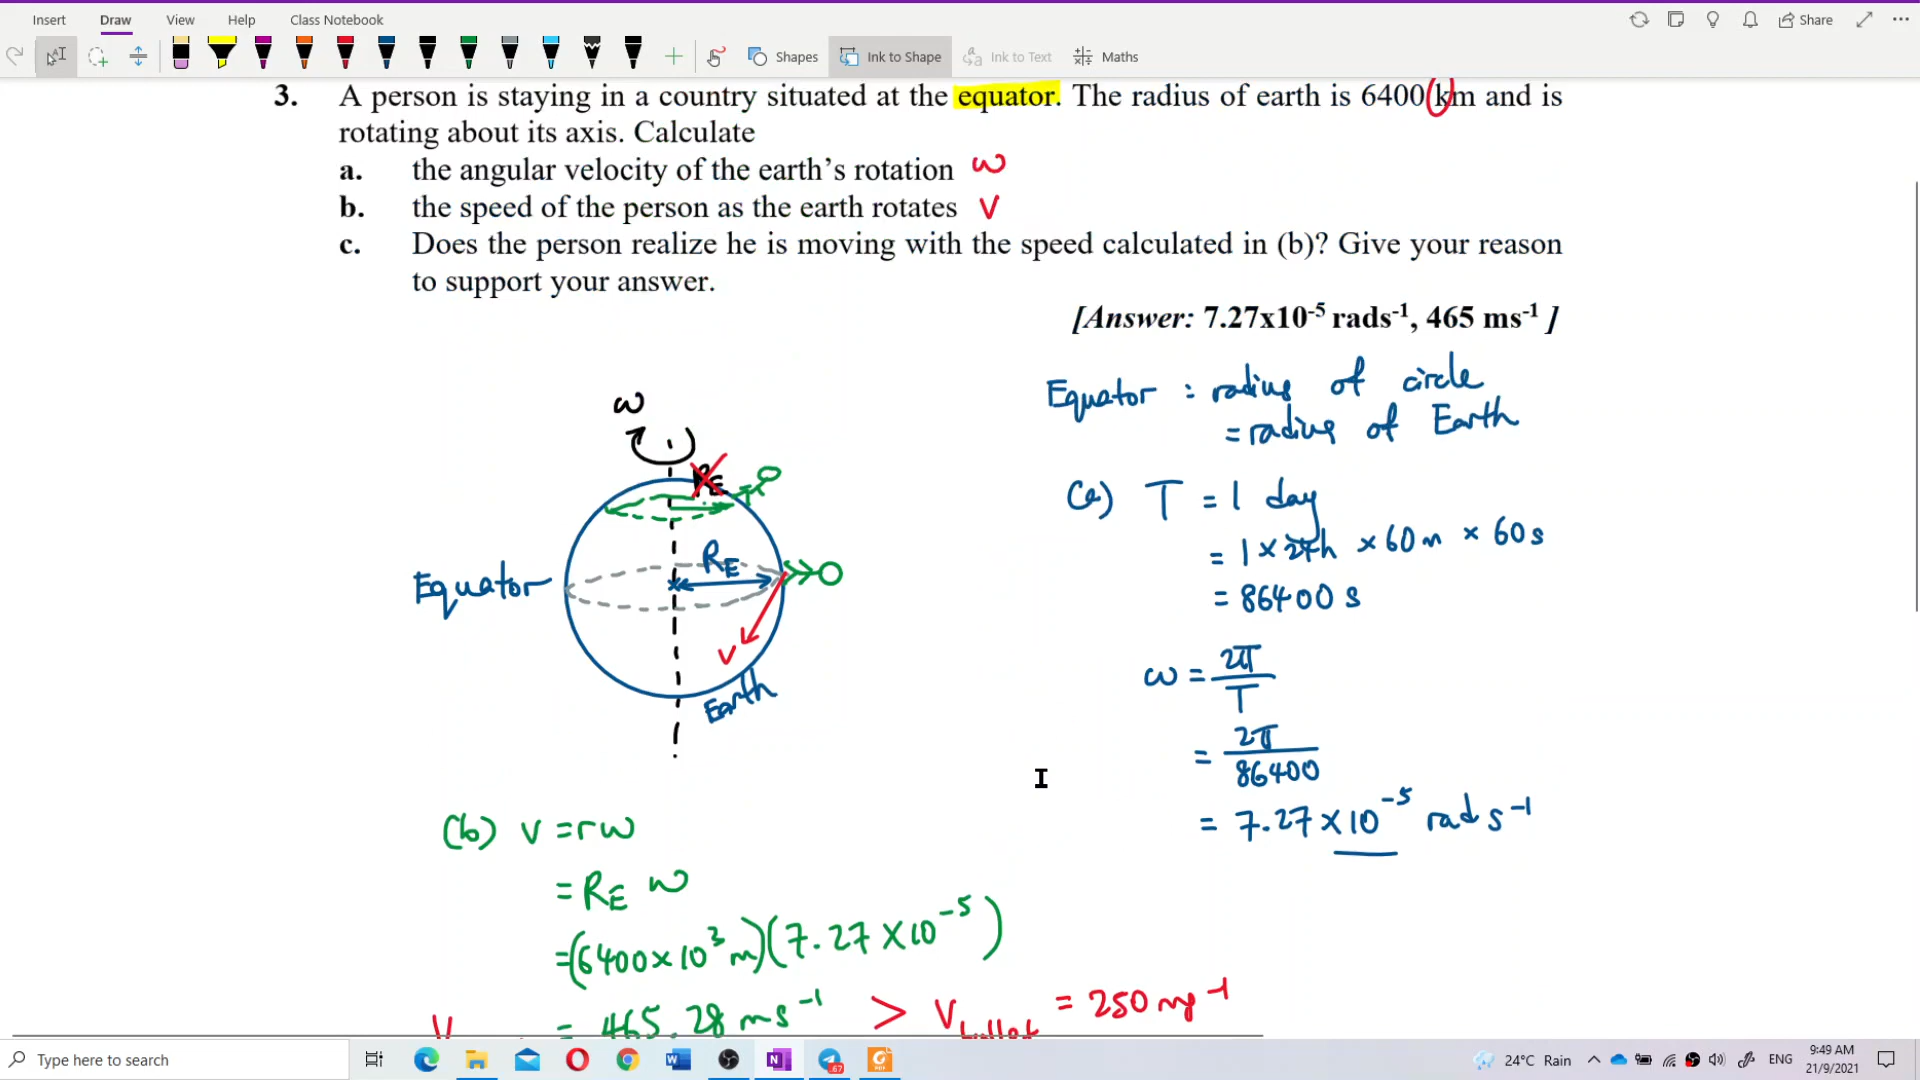 Insert Draw View Help Class Notebook
Share
Shapes Ink to Shape Ink to Text Maths
3. A person is staying in a country situated at the equator. The radius of earth is 6400 km and is
rotating about its axis. Calculate
a. the angular velocity of the earth's rotation ω
b. the speed of the person as the earth rotates v
c. Does the person realize he is moving with the speed calculated in (b)? Give your reason
to support your answer.
[Answer: 7.27x10⁻⁵ rads⁻¹, 465 ms⁻¹ ]
Equator : radius of circle
= radius of Earth
ω
R_E
R_E
Equator
v
Earth
(a) T = 1 day
= 1 × 24h × 60m × 60s
= 86400 s
ω = 2π/T
= 2π/86400
= 7.27 × 10⁻⁵ rad s⁻¹
(b) v = rω
= R_E ω
= (6400×10³ m)(7.27 × 10⁻⁵)
= 465.28 ms⁻¹ > V bullet = 250 ms⁻¹
V
Type here to search
.67
24°C Rain
ENG
9:49 AM
21/9/2021